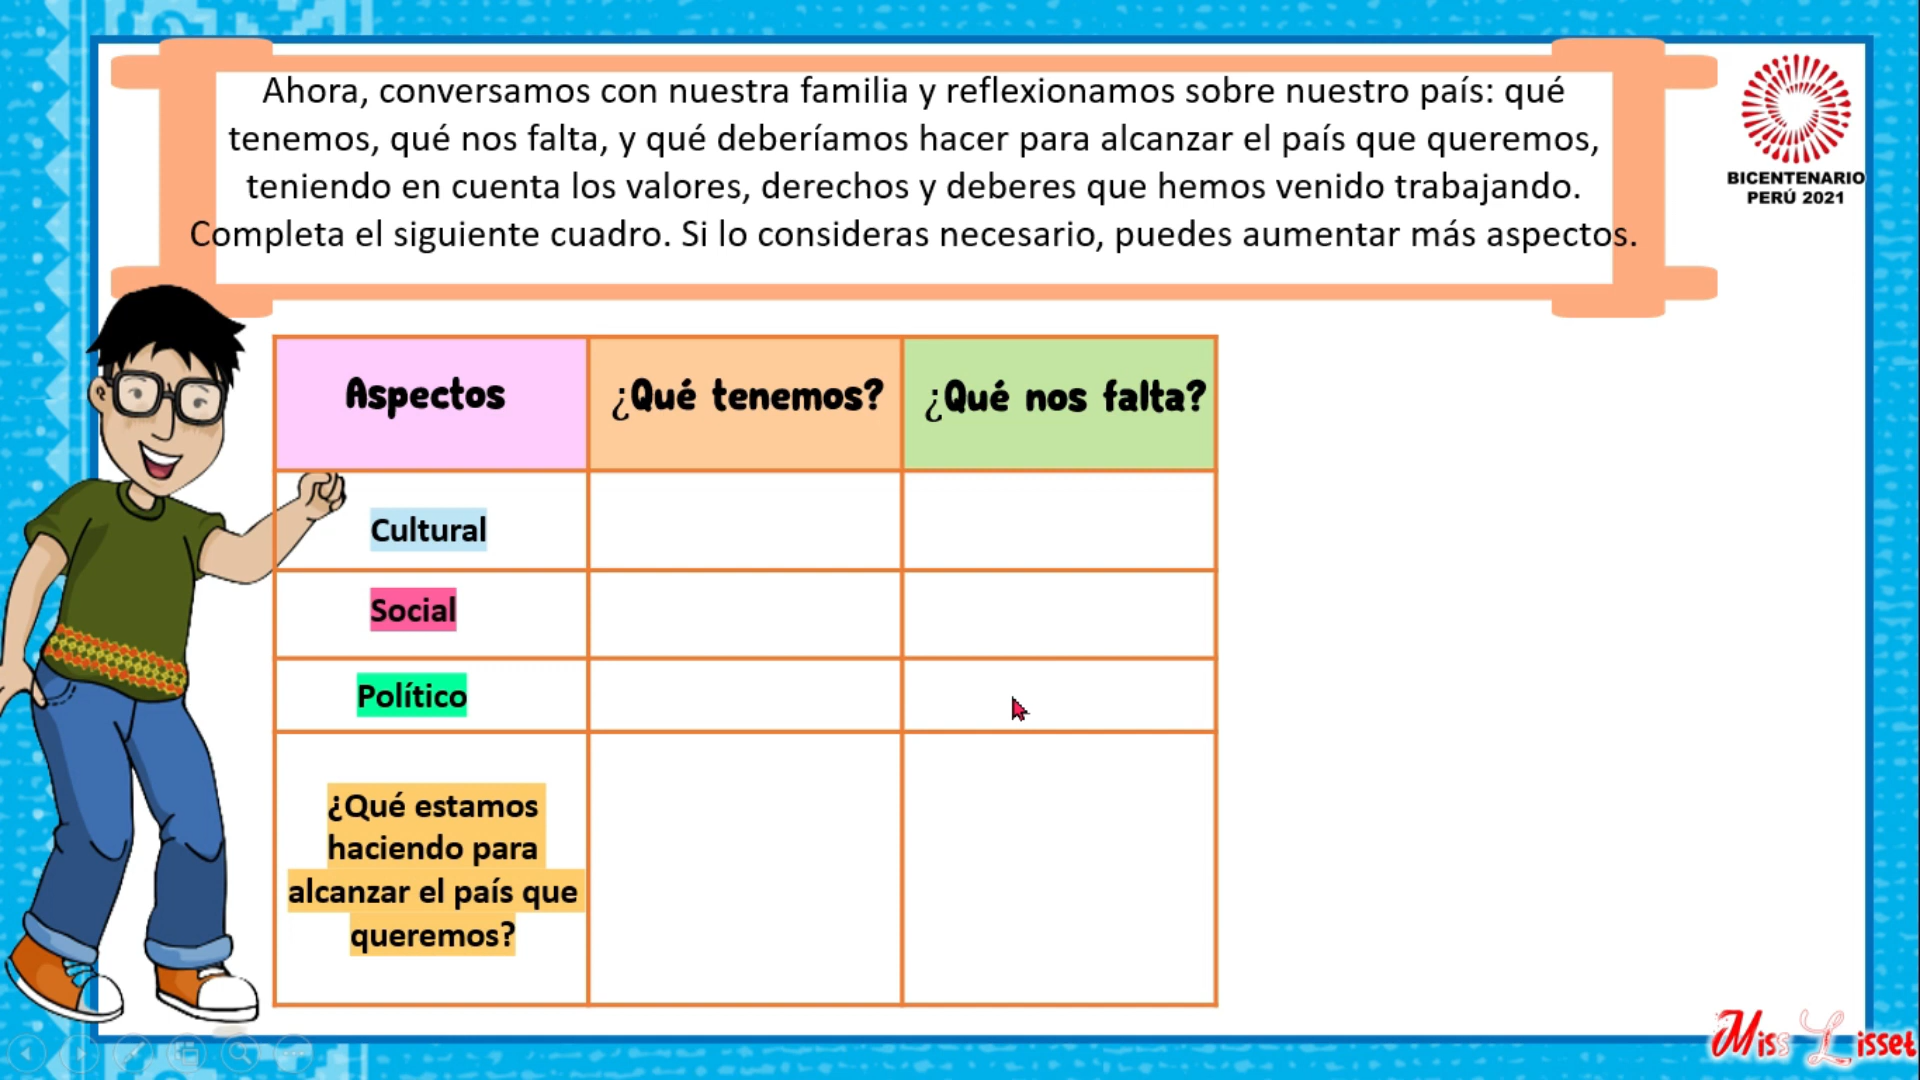 Ahora, conversamos con nuestra familia y reflexionamos sobre nuestro país: qué
tenemos, qué nos falta, y qué deberíamos hacer para alcanzar el país que queremos,
teniendo en cuenta los valores, derechos y deberes que hemos venido trabajando.
Completa el siguiente cuadro. Si lo consideras necesario, puedes aumentar más aspectos.
BICENTENARIO
PERÚ 2021
Aspectos
¿Qué tenemos?
¿Qué nos falta?
Cultural
Social
Político
¿Qué estamos
haciendo para
alcanzar el país que
queremos?
Miss Lisset